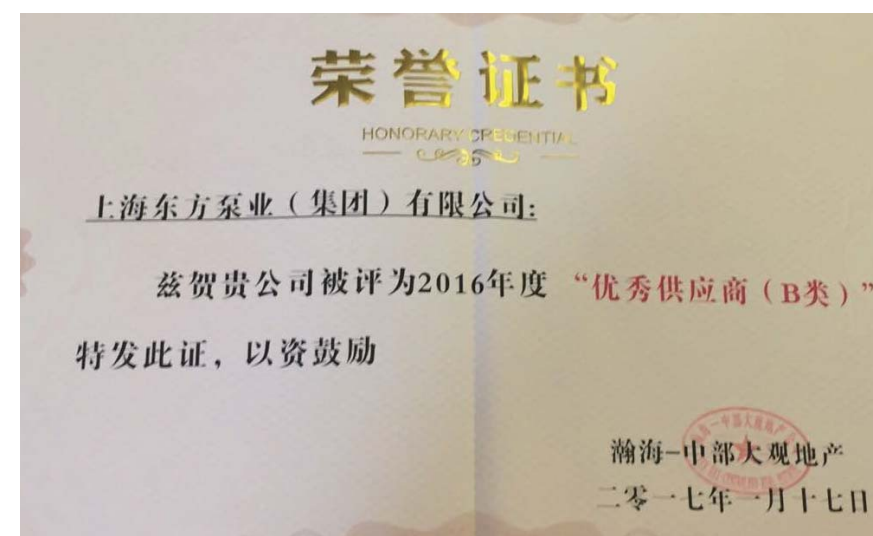 荣誉证书
HONORARY CREDENTIAL
上海东方泵业（集团）有限公司:
兹贺贵公司被评为2016年度 “优秀供应商（B类）”
特发此证，以资鼓励
瀚海-中部大观地产
二零一七年一月十七日